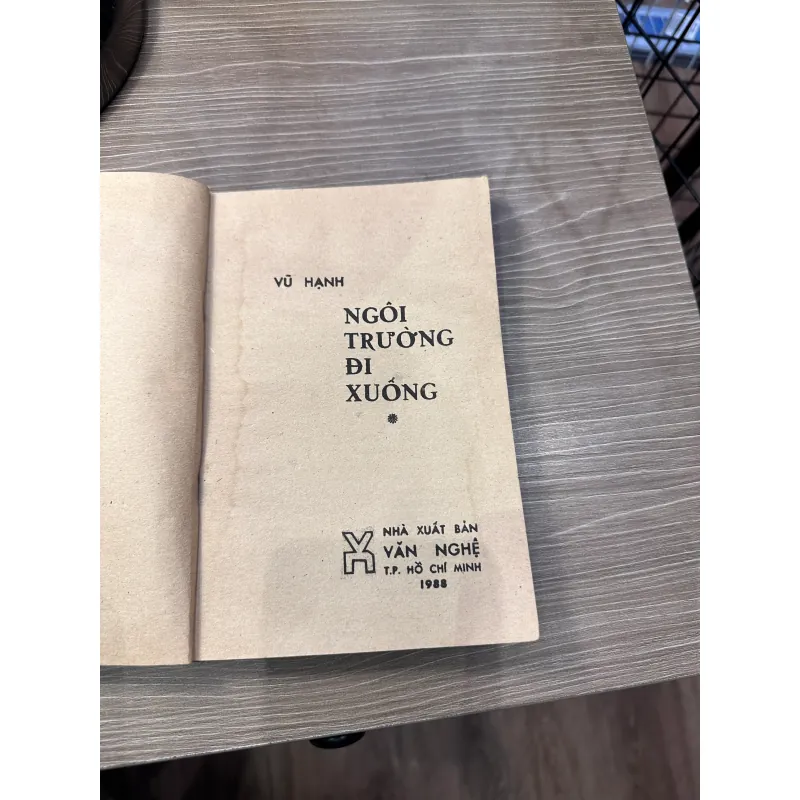 VŨ HẠNH
NGÔI
TRƯỜNG
ĐI
XUỐNG
NHÀ XUẤT BẢN
VĂN NGHỆ
T.P. HỒ CHÍ MINH
1988